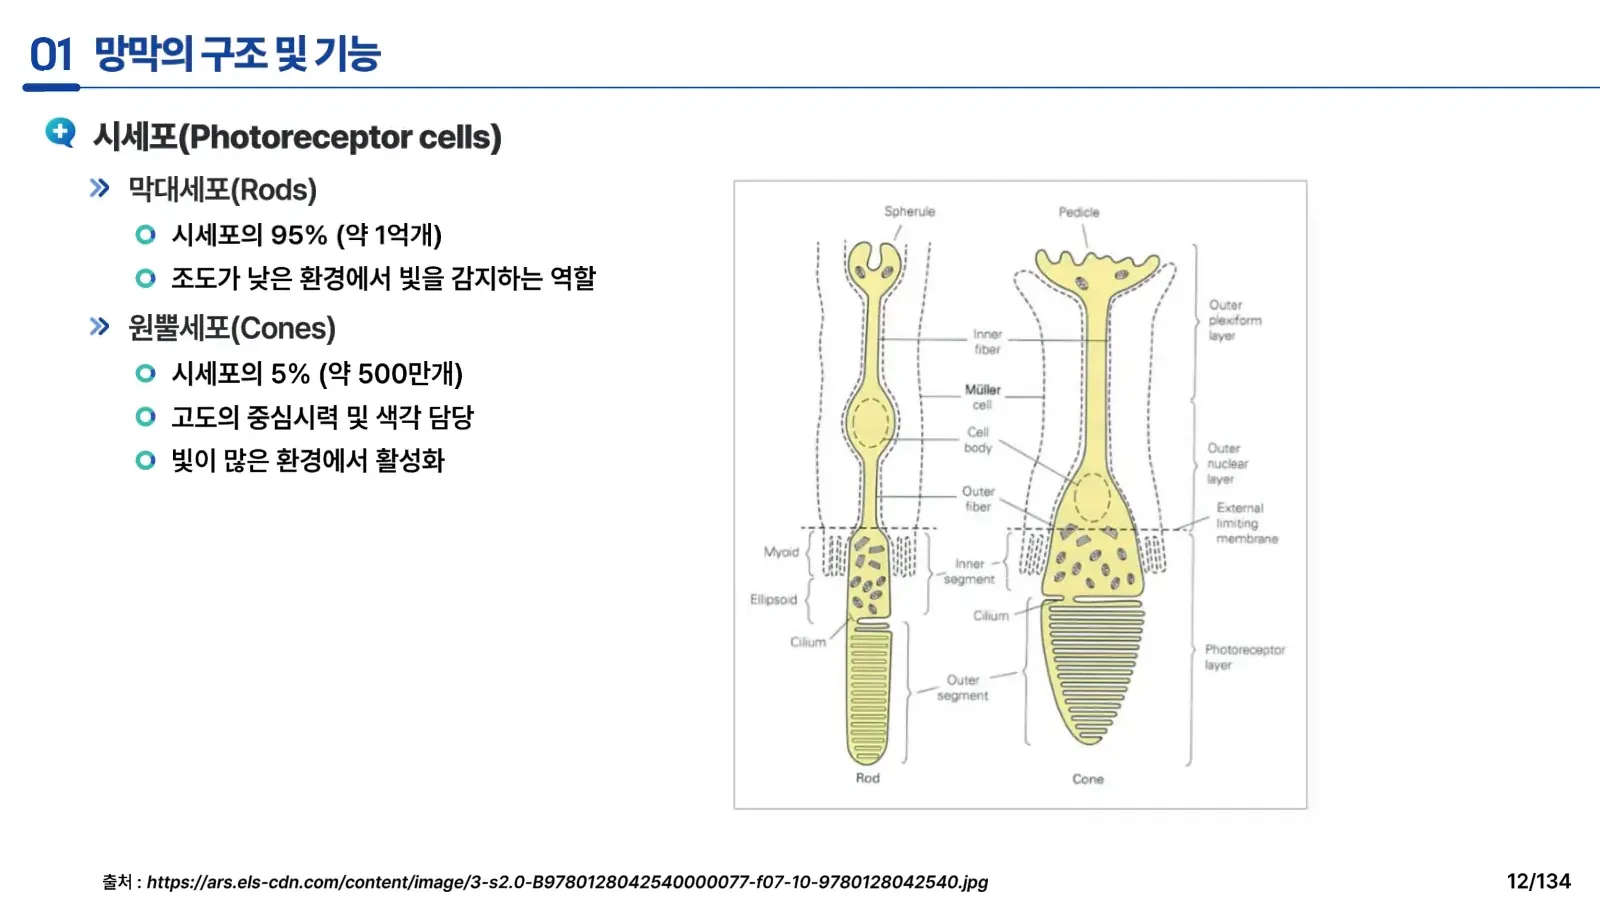 01 망막의 구조 및 기능
시세포(Photoreceptor cells)
막대세포(Rods)
시세포의 95% (약 1억개)
조도가 낮은 환경에서 빛을 감지하는 역할
원뿔세포(Cones)
시세포의 5% (약 500만개)
고도의 중심시력 및 색각 담당
빛이 많은 환경에서 활성화
Spherule
Pedicle
Outer
plexiform
layer
Inner
fiber
Müller
cell
Cell
body
Outer
nuclear
layer
Outer
fiber
External
limiting
membrane
Myoid
Inner
segment
Ellipsoid
Cilium
Cilium
Photoreceptor
layer
Outer
segment
Rod
Cone
출처 : https://ars.els-cdn.com/content/image/3-s2.0-B9780128042540000077-f07-10-9780128042540.jpg
12/134